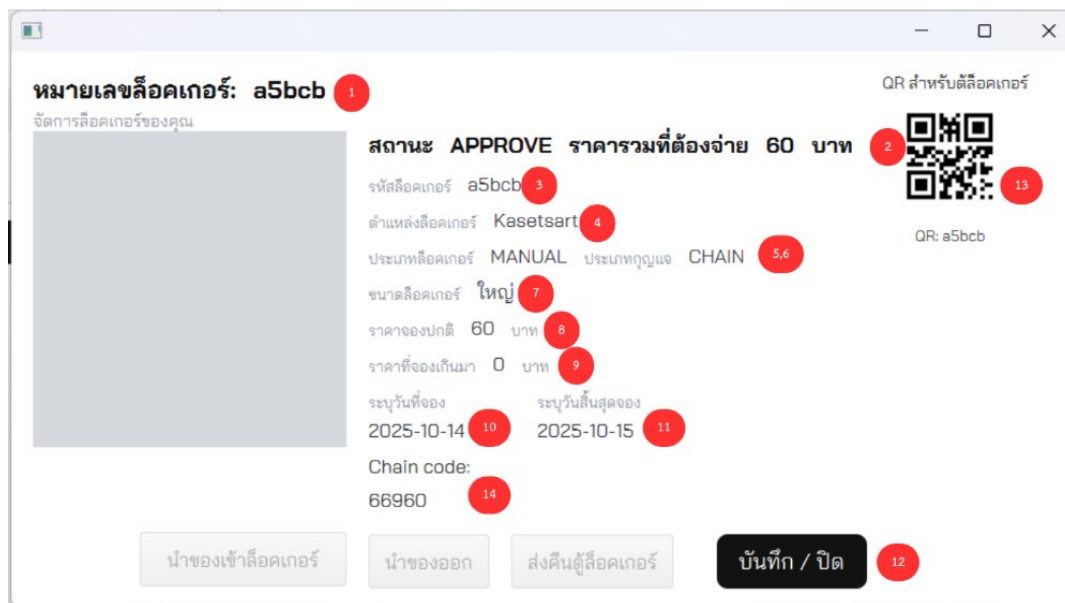 หมายเลขล็อคเกอร์: a5bcb 1
จัดการล็อคเกอร์ของคุณ
QR สำหรับตู้ล็อคเกอร์
สถานะ APPROVE ราคารวมที่ต้องจ่าย 60 บาท 2
รหัสล็อคเกอร์ a5bcb 3
13
ตำแหน่งล็อคเกอร์ Kasetsart 4
QR: a5bcb
ประเภทล็อคเกอร์ MANUAL ประเภทกุญแจ CHAIN 5,6
ขนาดล็อคเกอร์ ใหญ่ 7
ราคาจองปกติ 60 บาท 8
ราคาที่จองเกินมา 0 บาท 9
ระบุวันที่จอง ระบุวันสิ้นสุดจอง
2025-10-14 10 2025-10-15 11
Chain code:
66960 14
นำของเข้าล็อคเกอร์ นำของออก ส่งคืนตู้ล็อคเกอร์ บันทึก / ปิด 12